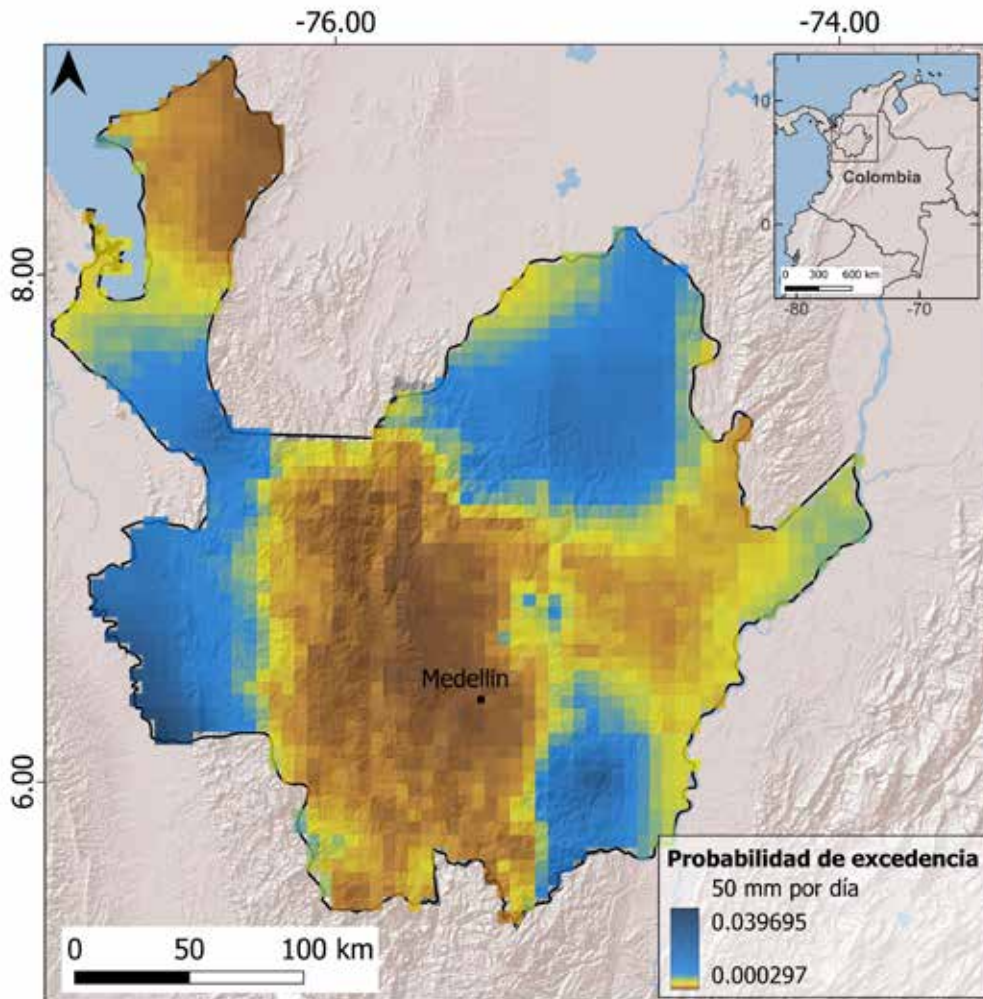 -76.00 -74.00
10
Colombia
0
0 300 600 km
-80 -70
8.00
Medellín
6.00
Probabilidad de excedencia
50 mm por día
0.039695
0.000297
0 50 100 km